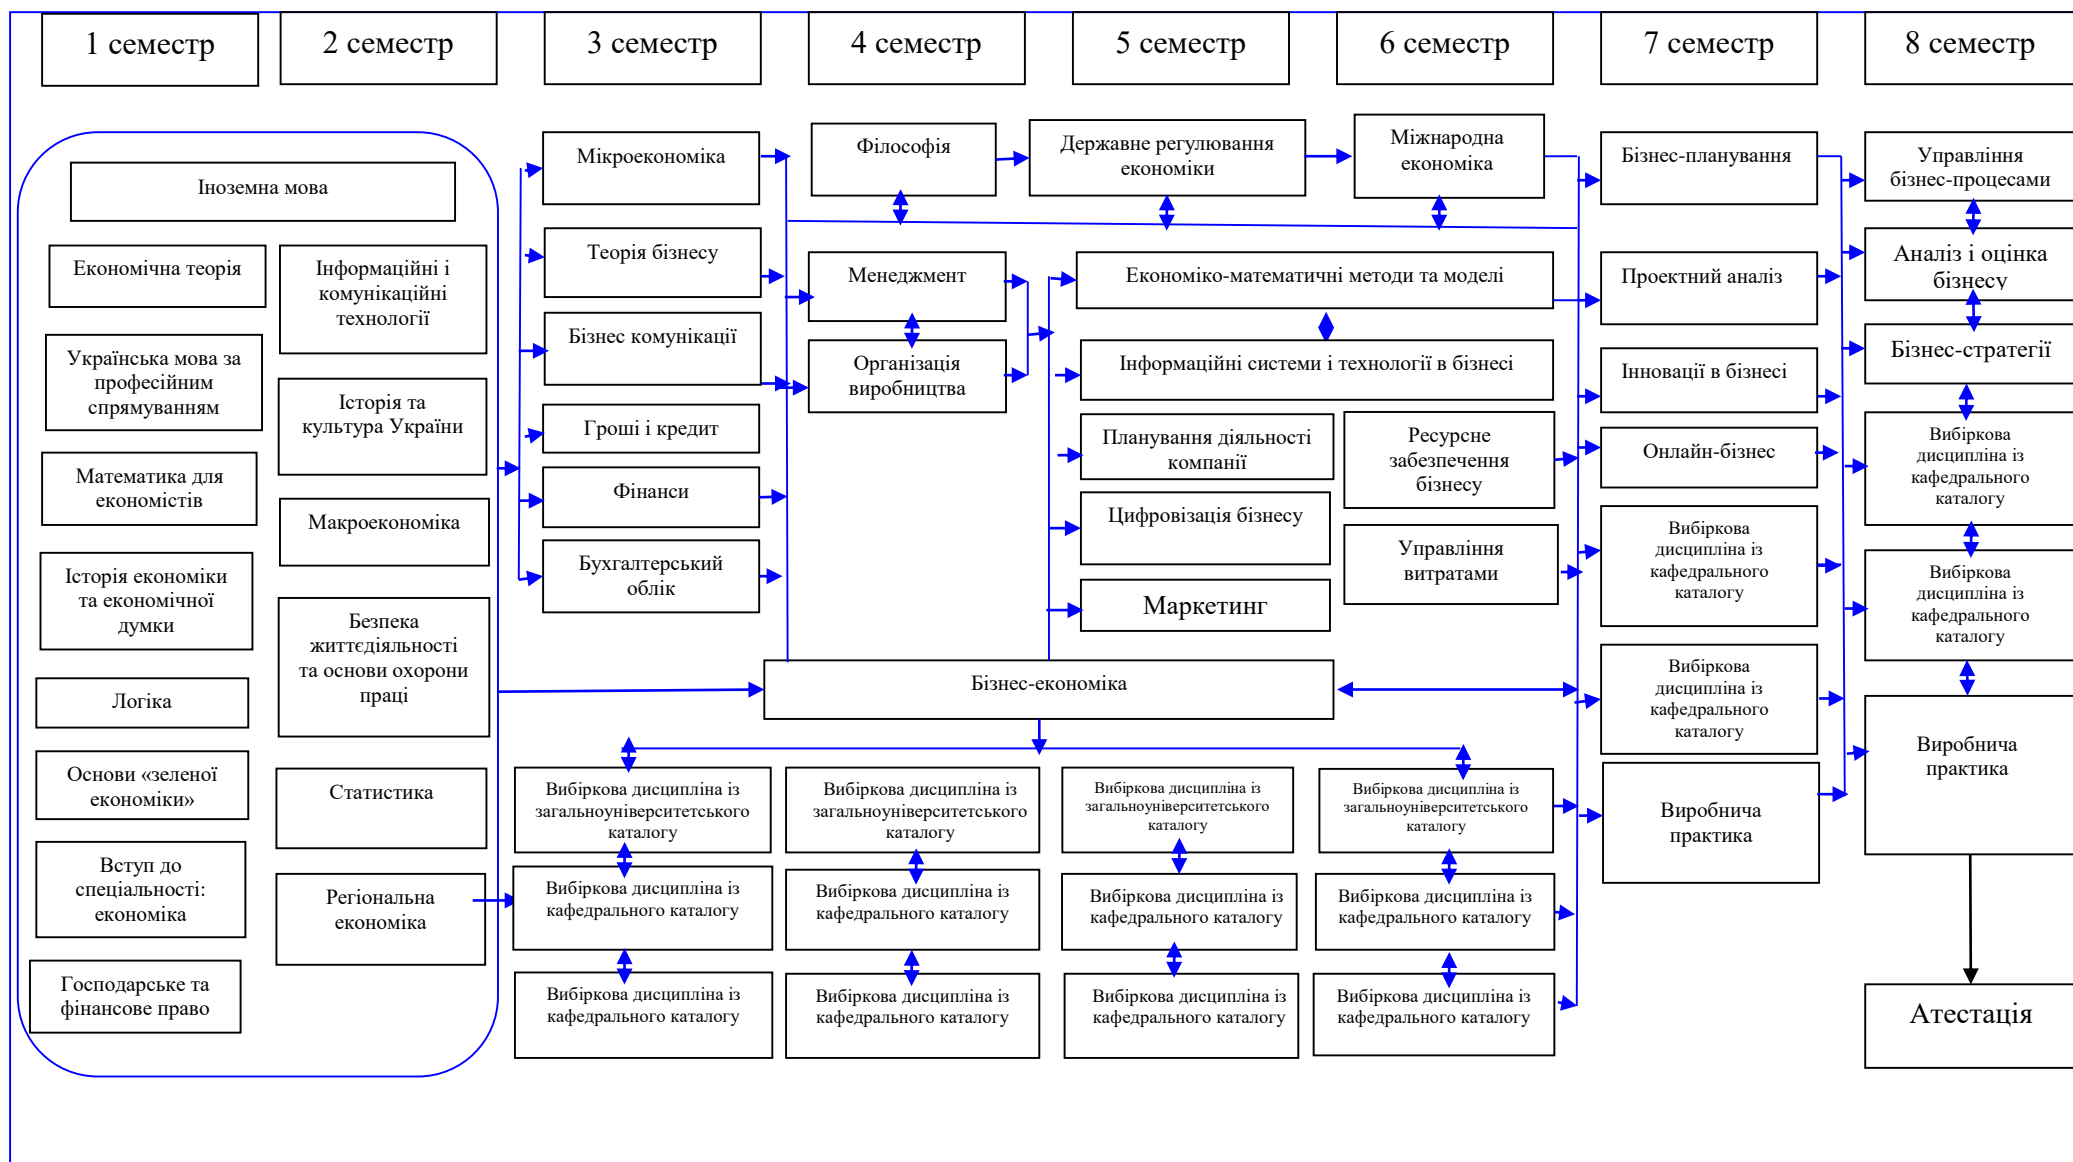 1 семестр
2 семестр
3 семестр
4 семестр
5 семестр
6 семестр
7 семестр
8 семестр
Іноземна мова
Економічна теорія
Українська мова за
професійним
спрямуванням
Математика для
економістів
Історія економіки
та економічної
думки
Логіка
Основи «зеленої
економіки»
Вступ до
спеціальності:
економіка
Господарське та
фінансове право
Інформаційні і
комунікаційні
технології
Історія та
культура України
Макроекономіка
Безпека
життєдіяльності
та основи охорони
праці
Статистика
Регіональна
економіка
Мікроекономіка
Теорія бізнесу
Бізнес комунікації
Гроші і кредит
Фінанси
Бухгалтерський
облік
Філософія
Державне регулювання
економіки
Міжнародна
економіка
Менеджмент
Організація
виробництва
Економіко-математичні методи та моделі
Інформаційні системи і технології в бізнесі
Планування діяльності
компанії
Цифровізація бізнесу
Маркетинг
Ресурсне
забезпечення
бізнесу
Управління
витратами
Бізнес-економіка
Вибіркова дисципліна із
загальноуніверситетського
каталогу
Вибіркова дисципліна із
кафедрального каталогу
Вибіркова дисципліна із
кафедрального каталогу
Вибіркова дисципліна із
загальноуніверситетського
каталогу
Вибіркова дисципліна із
кафедрального каталогу
Вибіркова дисципліна із
кафедрального каталогу
Вибіркова дисципліна із
загальноуніверситетського
каталогу
Вибіркова дисципліна із
кафедрального каталогу
Вибіркова дисципліна із
кафедрального каталогу
Вибіркова дисципліна із
загальноуніверситетського
каталогу
Вибіркова дисципліна із
кафедрального каталогу
Вибіркова дисципліна із
кафедрального каталогу
Бізнес-планування
Проектний аналіз
Інновації в бізнесі
Онлайн-бізнес
Вибіркова
дисципліна із
кафедрального
каталогу
Вибіркова
дисципліна із
кафедрального
каталогу
Виробнича
практика
Управління
бізнес-процесами
Аналіз і оцінка
бізнесу
Бізнес-стратегії
Вибіркова
дисципліна із
кафедрального
каталогу
Вибіркова
дисципліна із
кафедрального
каталогу
Виробнича
практика
Атестація